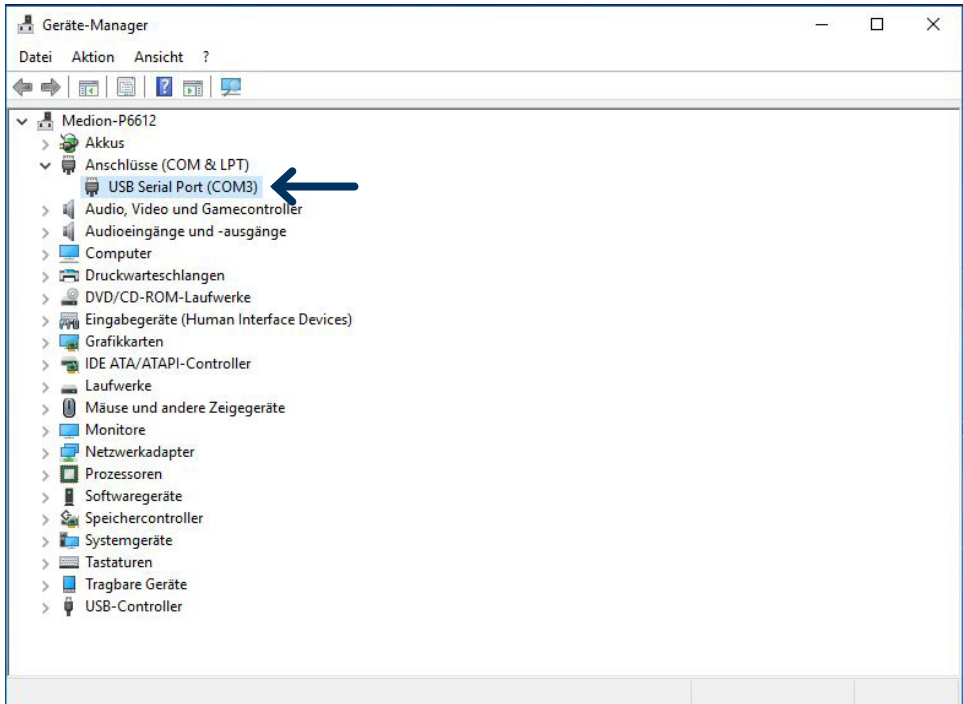 Geräte-Manager
Datei Aktion Ansicht ?
Medion-P6612
Akkus
Anschlüsse (COM & LPT)
USB Serial Port (COM3)
Audio, Video und Gamecontroller
Audioeingänge und -ausgänge
Computer
Druckwarteschlangen
DVD/CD-ROM-Laufwerke
Eingabegeräte (Human Interface Devices)
Grafikkarten
IDE ATA/ATAPI-Controller
Laufwerke
Mäuse und andere Zeigegeräte
Monitore
Netzwerkadapter
Prozessoren
Softwaregeräte
Speichercontroller
Systemgeräte
Tastaturen
Tragbare Geräte
USB-Controller